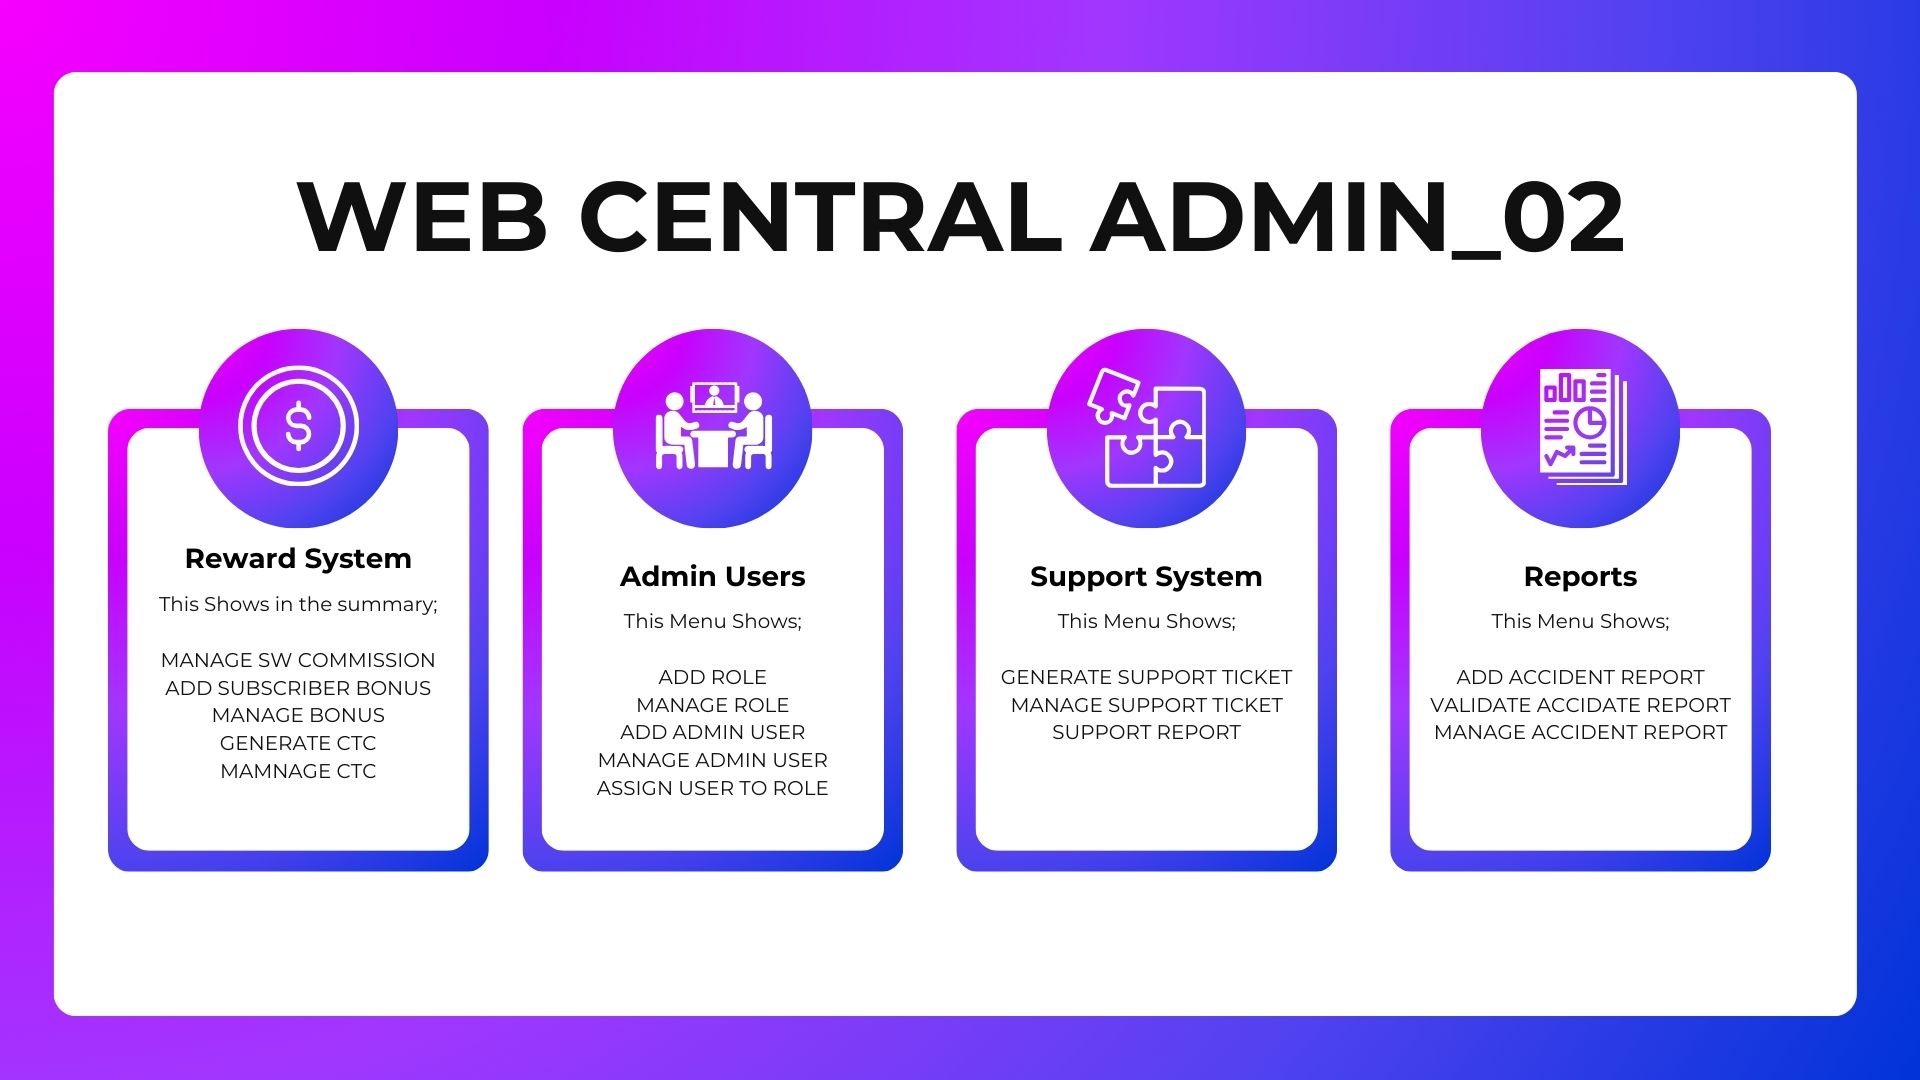 WEB CENTRAL ADMIN_02
Reward System
This Shows in the summary;
MANAGE SW COMMISSION
ADD SUBSCRIBER BONUS
MANAGE BONUS
GENERATE CTC
MAMNAGE CTC
Admin Users
This Menu Shows;
ADD ROLE
MANAGE ROLE
ADD ADMIN USER
MANAGE ADMIN USER
ASSIGN USER TO ROLE
Support System
This Menu Shows;
GENERATE SUPPORT TICKET
MANAGE SUPPORT TICKET
SUPPORT REPORT
Reports
This Menu Shows;
ADD ACCIDENT REPORT
VALIDATE ACCIDATE REPORT
MANAGE ACCIDENT REPORT